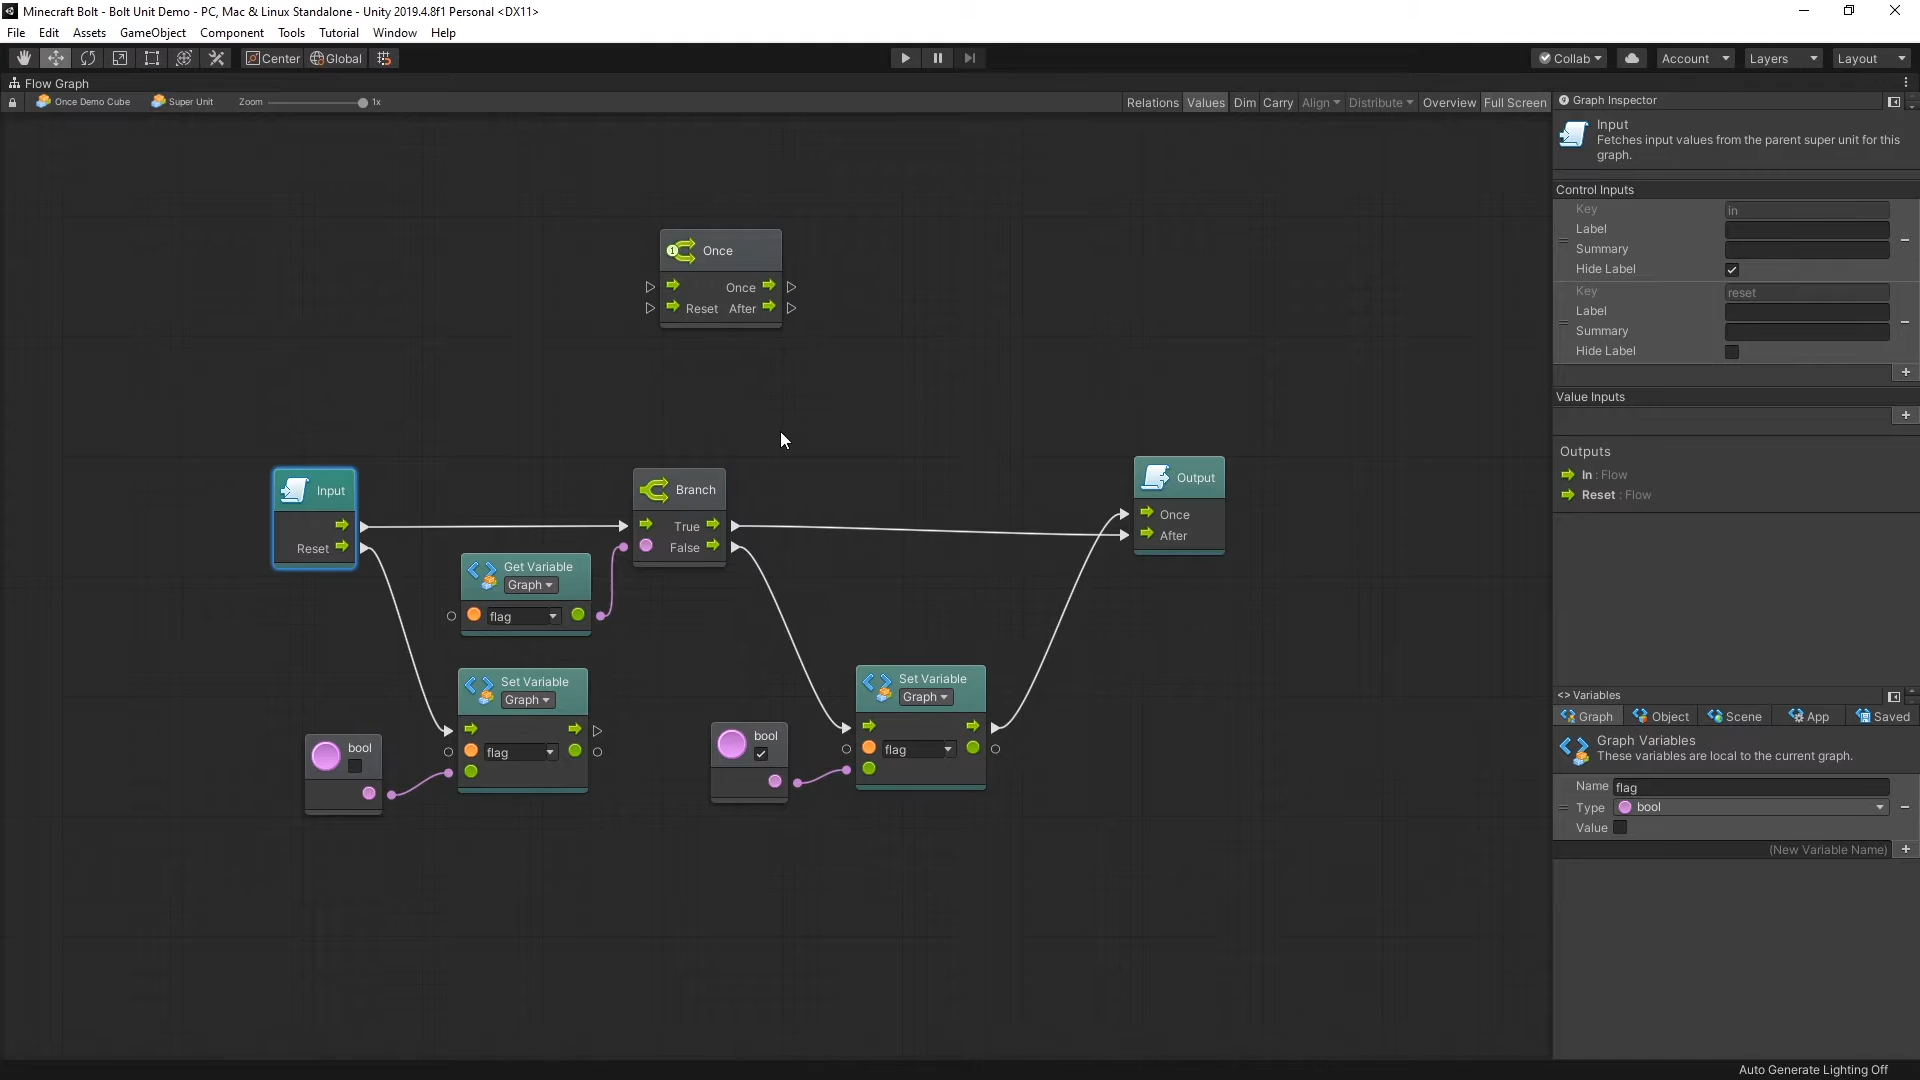 Minecraft Bolt - Bolt Unit Demo - PC, Mac & Linux Standalone - Unity 2019.4.8f1 Personal <DX11>
File Edit Assets GameObject Component Tools Tutorial Window Help
Center Global Collab Account Layers Layout
Flow Graph
Once Demo Cube Super Unit Zoom 1x Relations Values Dim Carry Align Distribute Overview Full Screen
Graph Inspector
Input
Fetches input values from the parent super unit for this
graph.
Control Inputs
Key in
Label
Summary
Hide Label
Key reset
Label
Summary
Hide Label
Value Inputs
Outputs
In : Flow
Reset : Flow
1 Once
Once
Reset After
Input
Reset
Branch
True
False
Output
Once
After
Get Variable
Graph
flag
Set Variable
Graph
flag
bool
bool
Set Variable
Graph
flag
<> Variables
Graph Object Scene App Saved
Graph Variables
These variables are local to the current graph.
Name flag
Type bool
Value
(New Variable Name)
Auto Generate Lighting Off